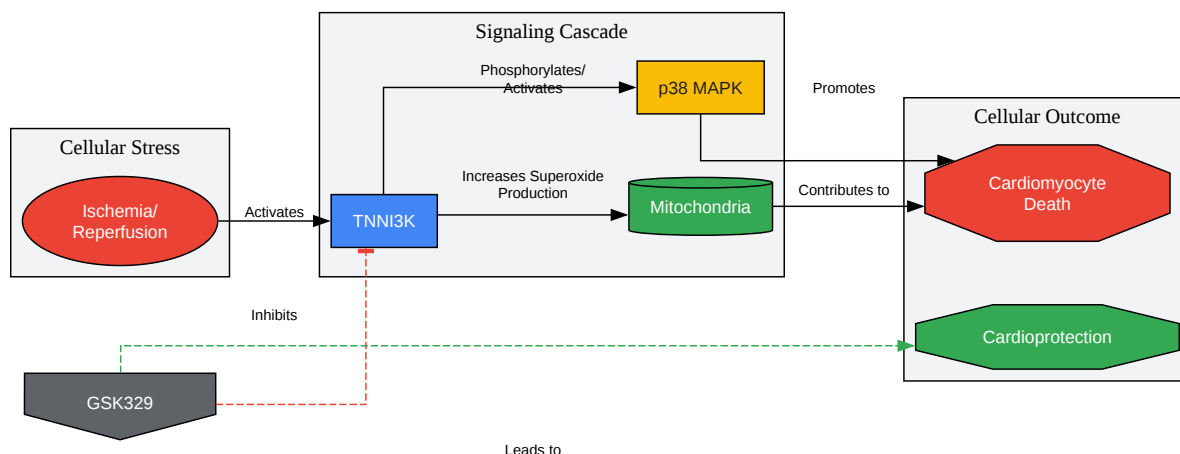 Signaling Cascade
Phosphorylates/
Activates
p38 MAPK
Promotes
Cellular Outcome
Cellular Stress
Cardiomyocyte
Death
Increases Superoxide
Production
Contributes to
Ischemia/
Reperfusion
Activates
TNNI3K
Mitochondria
Inhibits
Cardioprotection
GSK329
Leads to